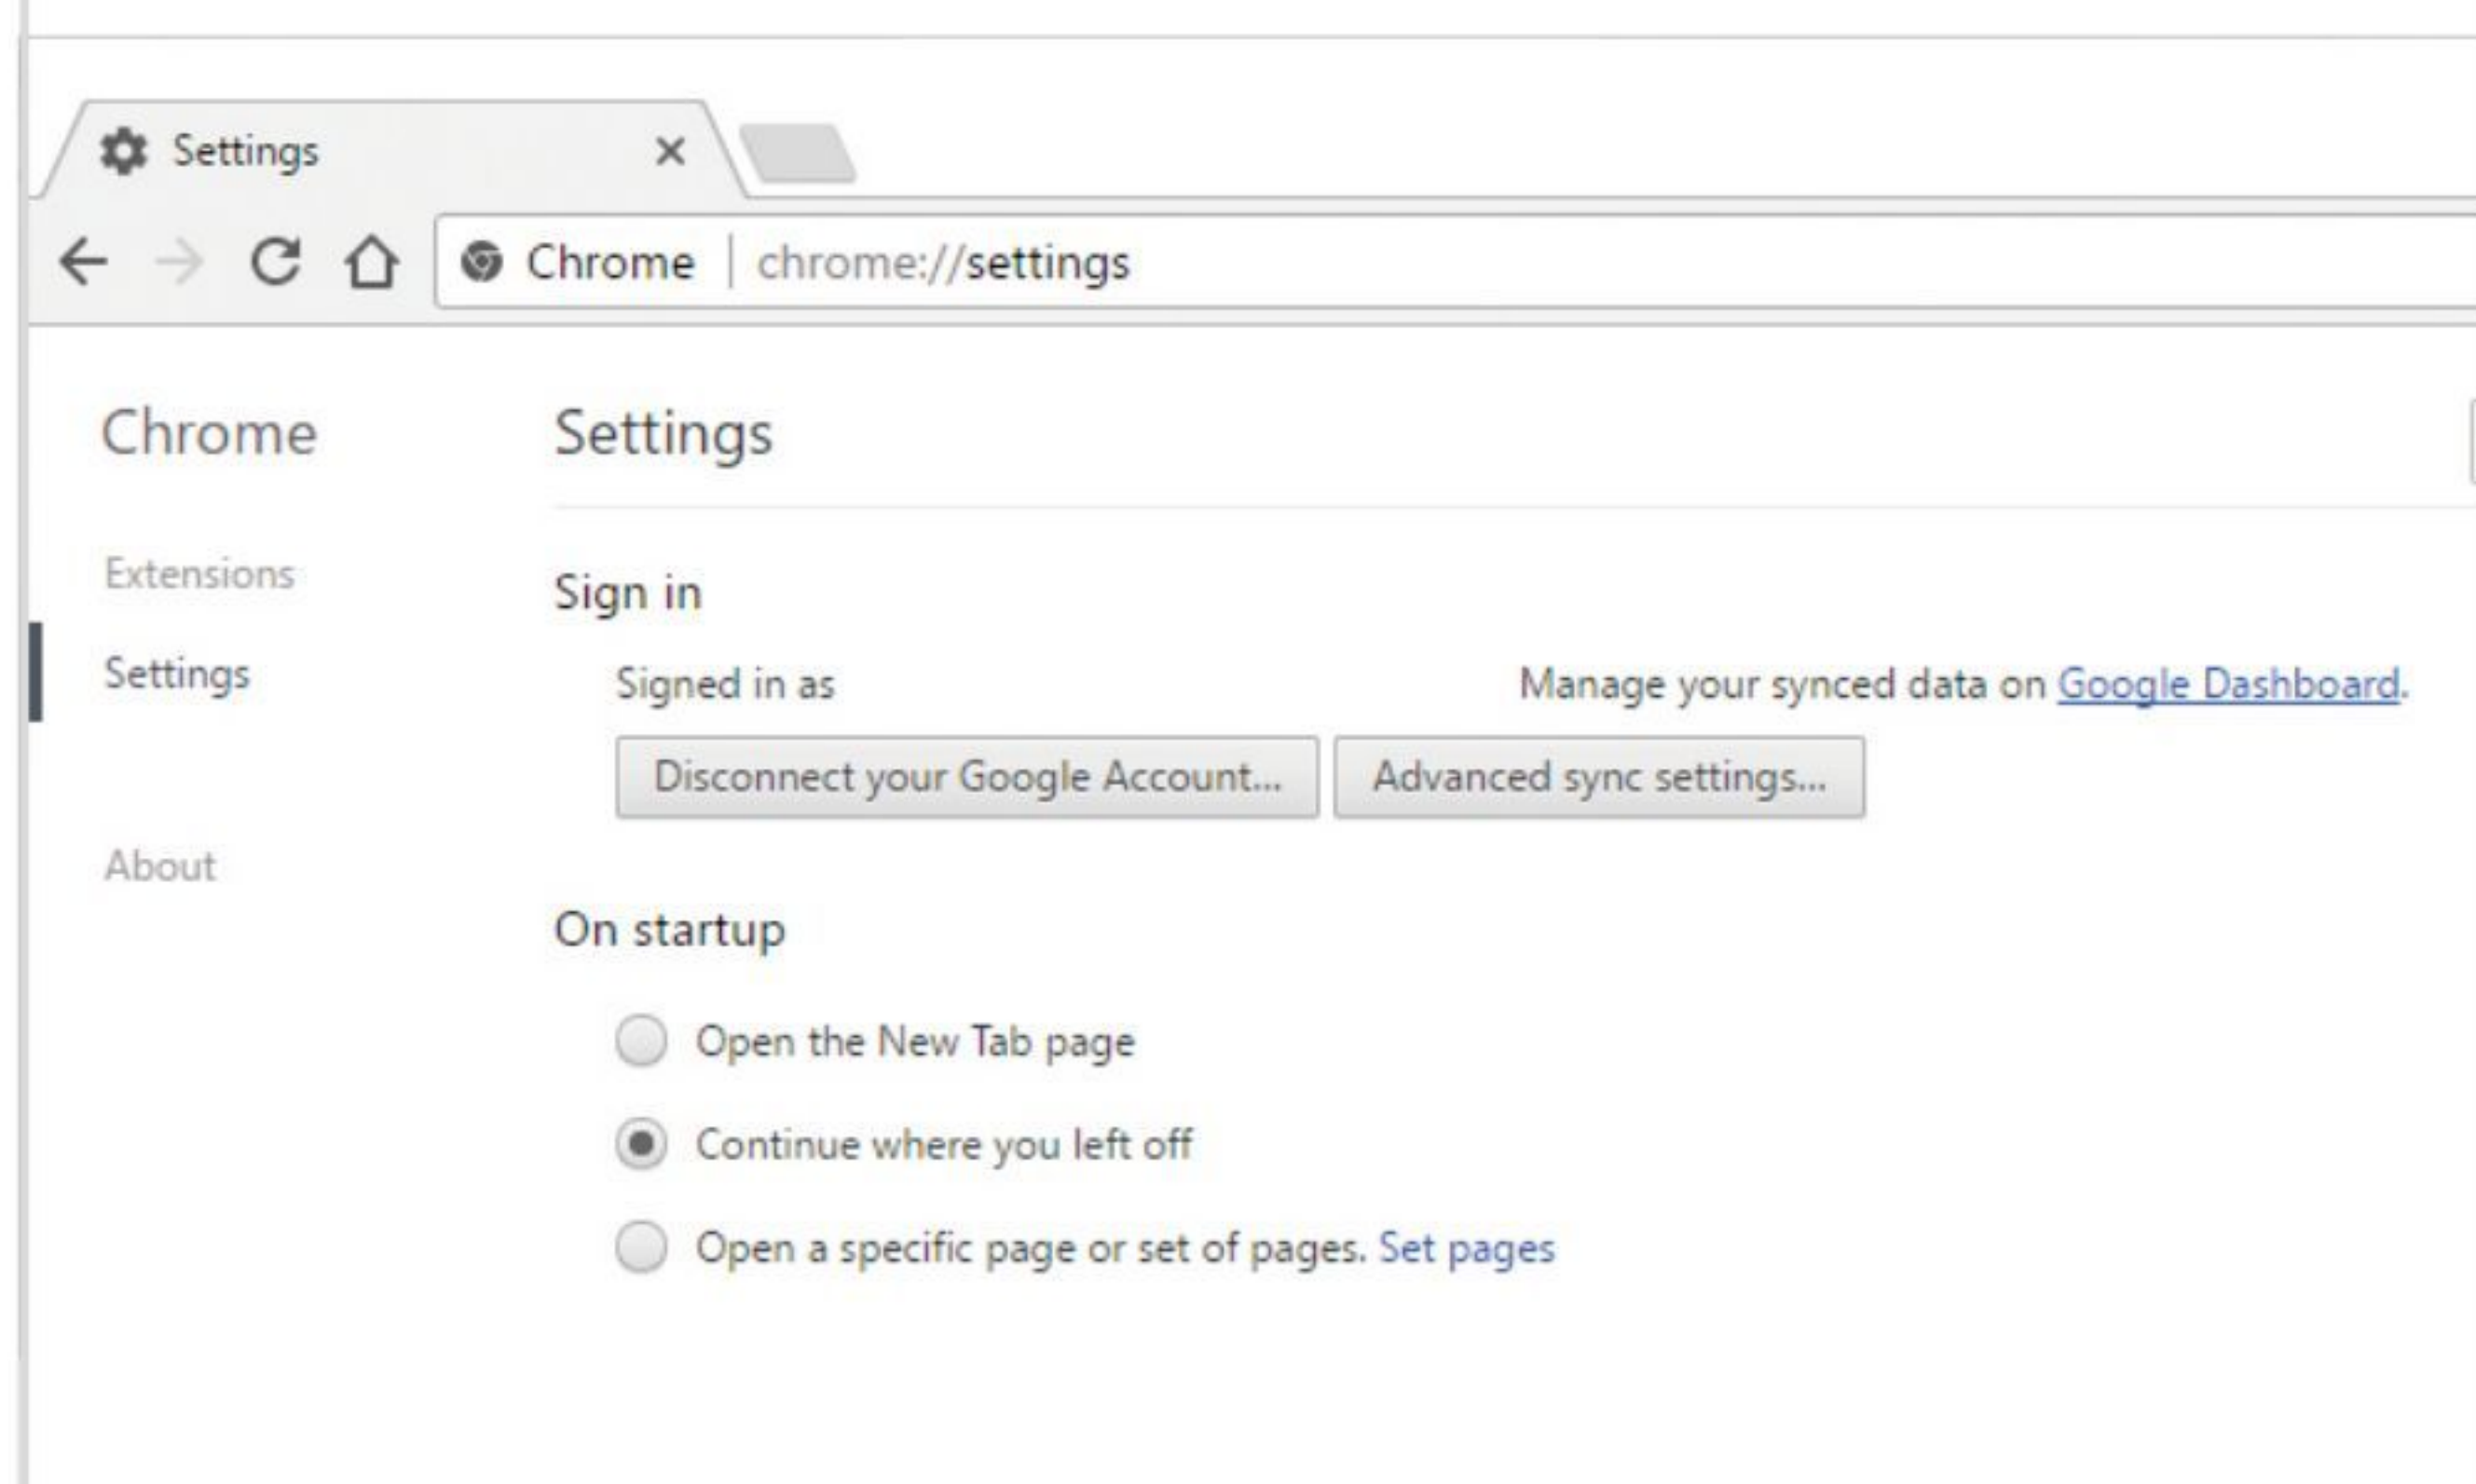 Settings
Chrome | chrome://settings
Chrome
Settings
Extensions
Settings
About
Sign in
Signed in as
Manage your synced data on Google Dashboard.
Disconnect your Google Account...
Advanced sync settings...
On startup
Open the New Tab page
Continue where you left off
Open a specific page or set of pages. Set pages